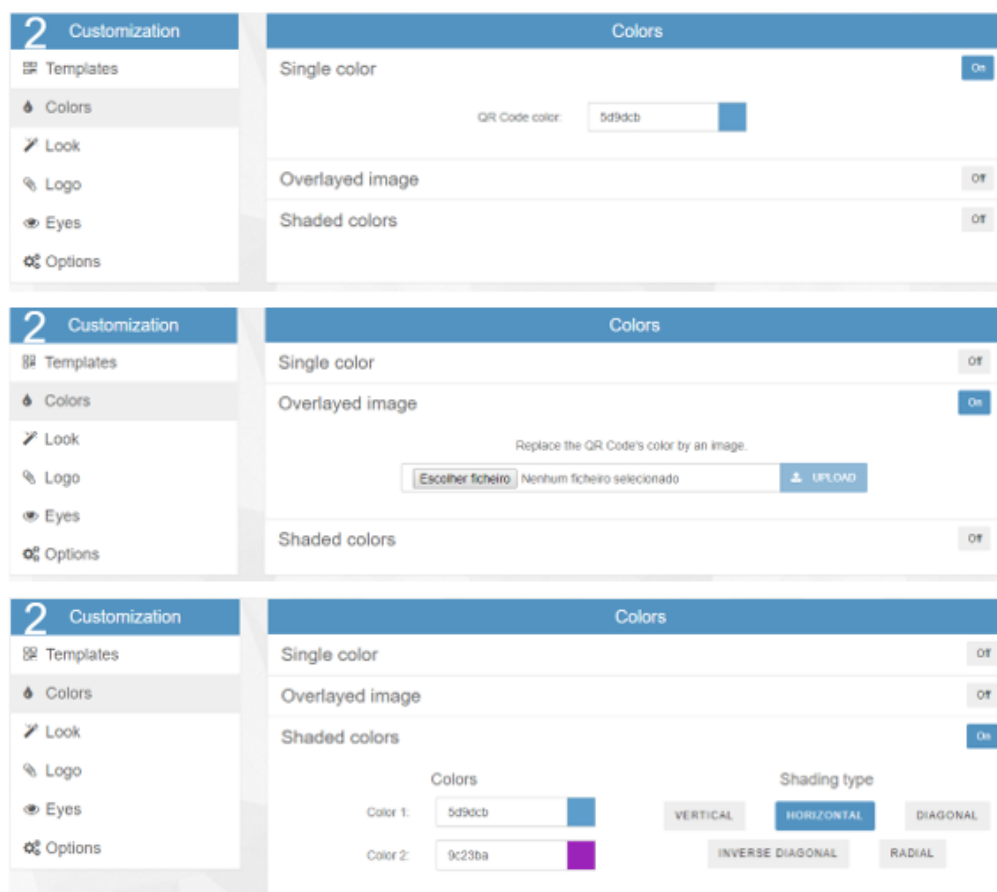 2 Customization
Templates
Colors
Look
Logo
Eyes
Options
Colors
Single color On
QR Code color: 5d9dcb
Overlayed image Off
Shaded colors Off
2 Customization
Templates
Colors
Look
Logo
Eyes
Options
Colors
Single color Off
Overlayed image On
Replace the QR Code's color by an image.
Escolher ficheiro Nenhum ficheiro selecionado UPLOAD
Shaded colors Off
2 Customization
Templates
Colors
Look
Logo
Eyes
Options
Colors
Single color Off
Overlayed image Off
Shaded colors On
Colors
Color 1: 5d9dcb
Color 2: 9c23ba
Shading type
VERTICAL HORIZONTAL DIAGONAL
INVERSE DIAGONAL RADIAL